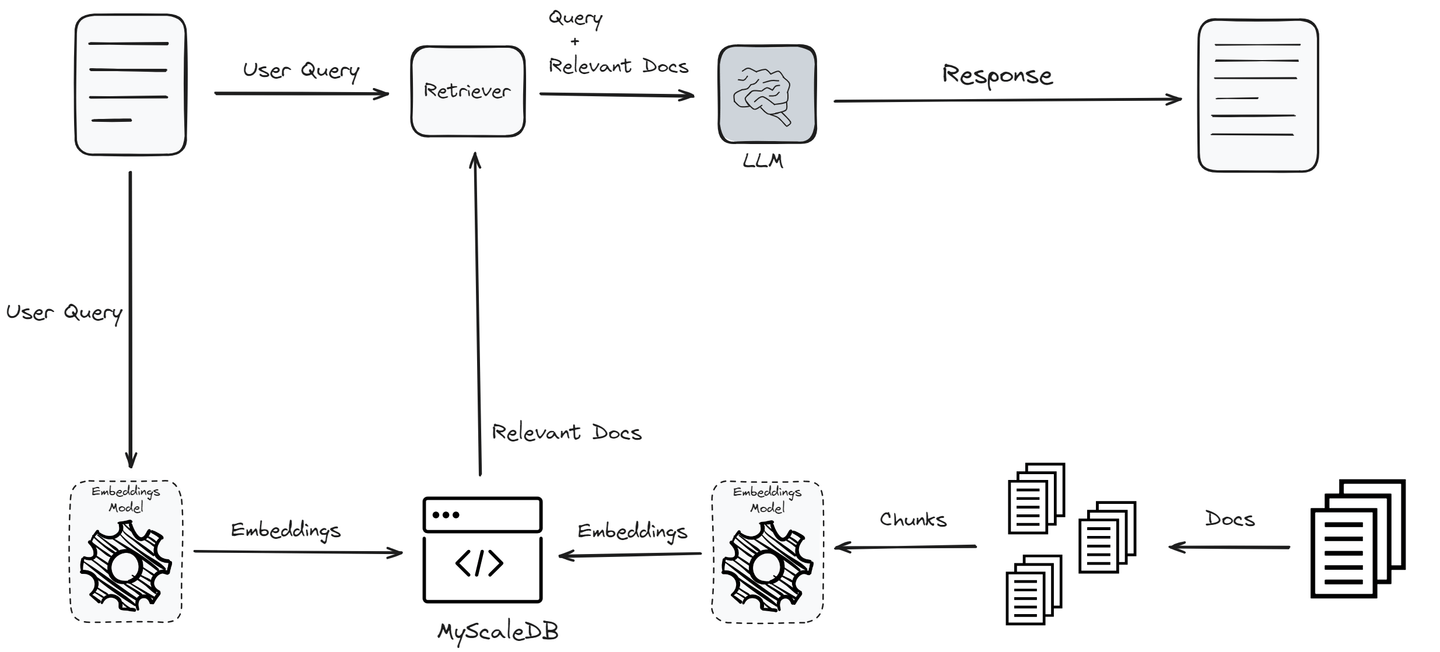 Query
+
Relevant Docs
User Query
Retriever
Response
LLM
User Query
Relevant Docs
Embeddings
Model
Embeddings
Model
Embeddings
Embeddings
Chunks
Docs
</>
MyScaleDB